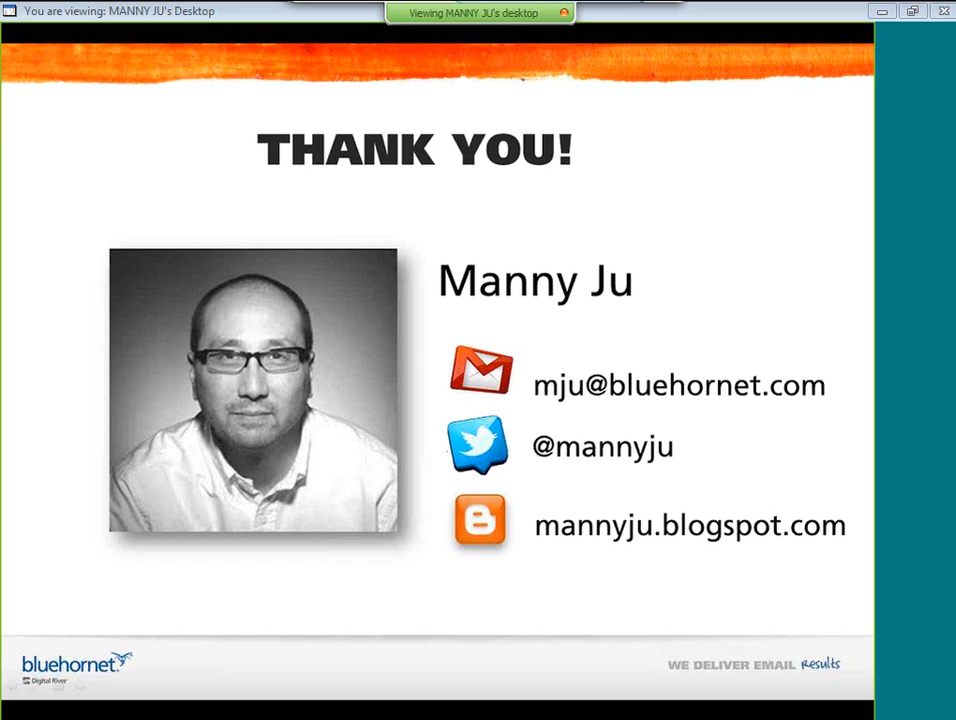 You are viewing: MANNY JU's Desktop
Viewing MANNY JU's desktop
THANK YOU!
Manny Ju
mju@bluehornet.com
@mannyju
mannyju.blogspot.com
bluehornet
Digital River
WE DELIVER EMAIL Results